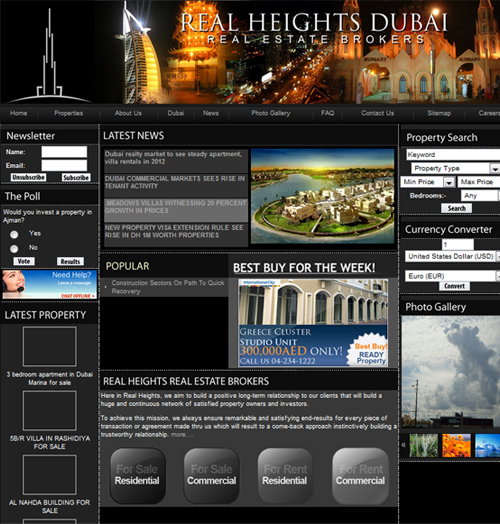 REAL HEIGHTS DUBAI
REAL ESTATE BROKERS
HUNGARY
Home
Properties
About Us
Dubai
News
Photo Gallery
FAQ
Contact Us
Sitemap
Careers
Newsletter
Name:
Email:
Unsubscribe
Subscribe
The Poll
Would you invest a property in
Ajman?
Yes
No
Vote
Results
Need Help?
Leave a message
CHAT OFFLINE
LATEST PROPERTY
3 bedroom apartment in Dubai
Marina for sale
5B/R VILLA IN RASHIDIYA
FOR SALE
AL NAHDA BUILDING FOR
SALE
LATEST NEWS
Dubai realty market to see steady apartment,
villa rentals in 2012
DUBAI COMMERCIAL MARKETS SEES RISE IN
TENANT ACTIVITY
MEADOWS VILLAS WITNESSING 20 PERCENT
GROWTH IN PRICES
NEW PROPERTY VISA EXTENSION RULE SEE
RISE IN DH 1M WORTH PROPERTIES
POPULAR
Construction Sectors On Path To Quick
Recovery
BEST BUY FOR THE WEEK!
International City
GREECE CLUSTER
STUDIO UNIT
300,000AED ONLY!
CALL US 04-234-1222
Best Buy!
READY
Property
REAL HEIGHTS REAL ESTATE BROKERS
Here in Real Heights, we aim to build a positive long-term relationship to our clients that will build a
huge and continuous network of satisfied property owners and investors.
To achieve this mission, we always ensure remarkable and satisfying end-results for every piece of
transaction or agreement made thru us which will result to a come-back approach instinctively building a
trustworthy relationship. more....
For Sale
Residential
For Sale
Commercial
For Rent
Residential
For Rent
Commercial
Property Search
Keyword
Property Type
Min Price
Max Price
Bedrooms:-
Any
Search
Currency Converter
1
United States Dollar (USD)
Euro (EUR)
Convert
Photo Gallery
«